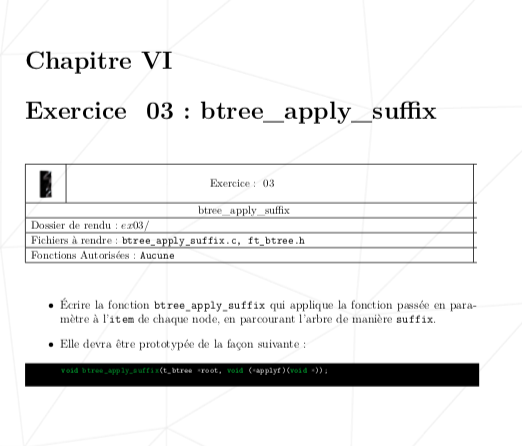 Chapitre VI
Exercice 03 : btree_apply_suffix
Exercice : 03
btree_apply_suffix
Dossier de rendu : ex03/
Fichiers à rendre : btree_apply_suffix.c, ft_btree.h
Fonctions Autorisées : Aucune
• Écrire la fonction btree_apply_suffix qui applique la fonction passée en para-
mètre à l'item de chaque node, en parcourant l'arbre de manière suffix.
• Elle devra être prototypée de la façon suivante :
void btree_apply_suffix(t_btree *root, void (*applyf)(void *));